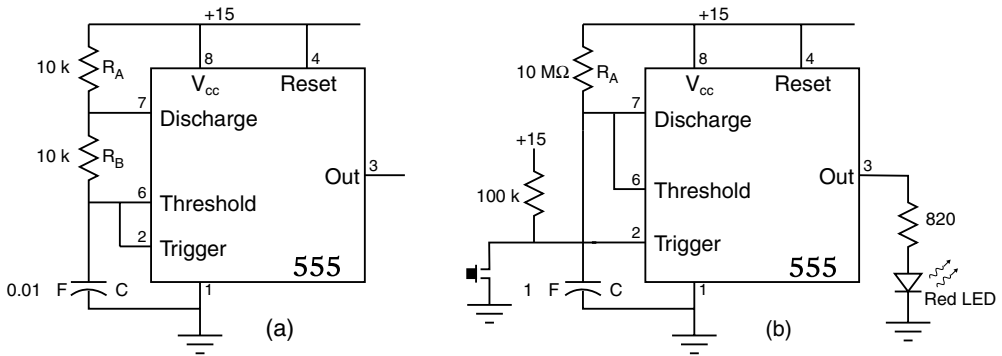 +15
10 k
R_A
8
4
V_cc
Reset
7
Discharge
10 k
R_B
3
Out
6
Threshold
2
Trigger
555
0.01 F C
1
(a)
+15
10 MΩ
R_A
8
4
V_cc
Reset
7
Discharge
+15
3
Out
100 k
6
Threshold
820
2
Trigger
555
1 F C
1
Red LED
(b)